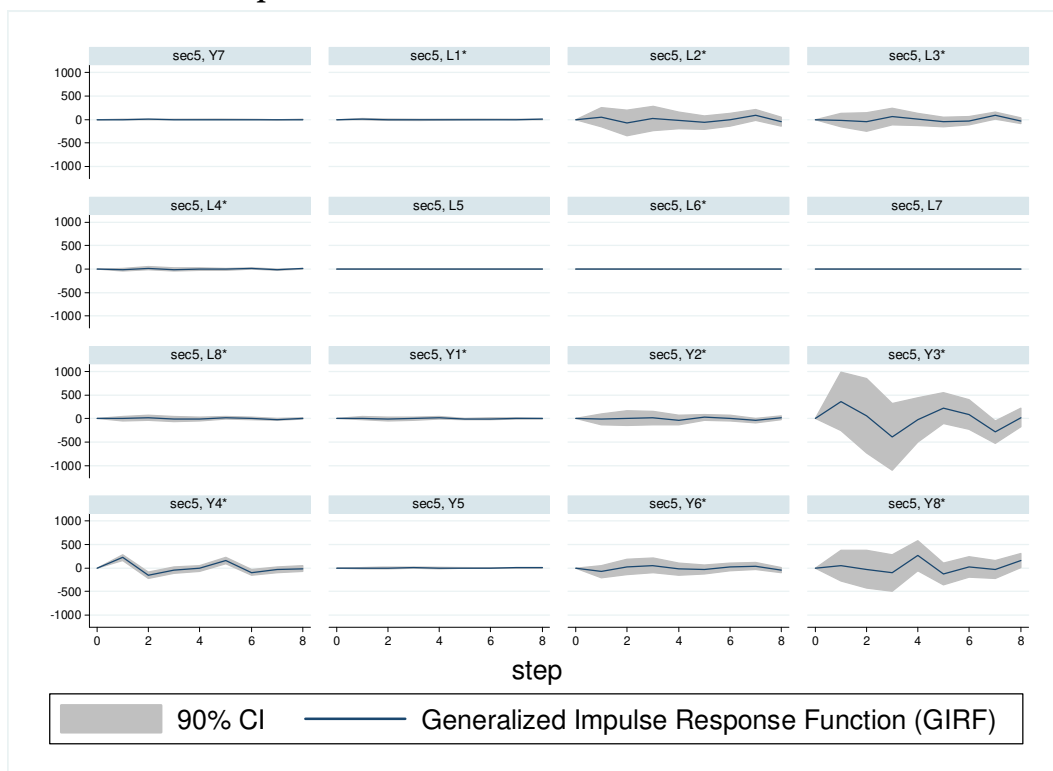 sec5, Y7 sec5, L1* sec5, L2* sec5, L3*
1000
500
0
-500
-1000
sec5, L4* sec5, L5 sec5, L6* sec5, L7
1000
500
0
-500
-1000
sec5, L8* sec5, Y1* sec5, Y2* sec5, Y3*
1000
500
0
-500
-1000
sec5, Y4* sec5, Y5 sec5, Y6* sec5, Y8*
1000
500
0
-500
-1000
0 2 4 6 8 0 2 4 6 8 0 2 4 6 8 0 2 4 6 8
step
90% CI Generalized Impulse Response Function (GIRF)